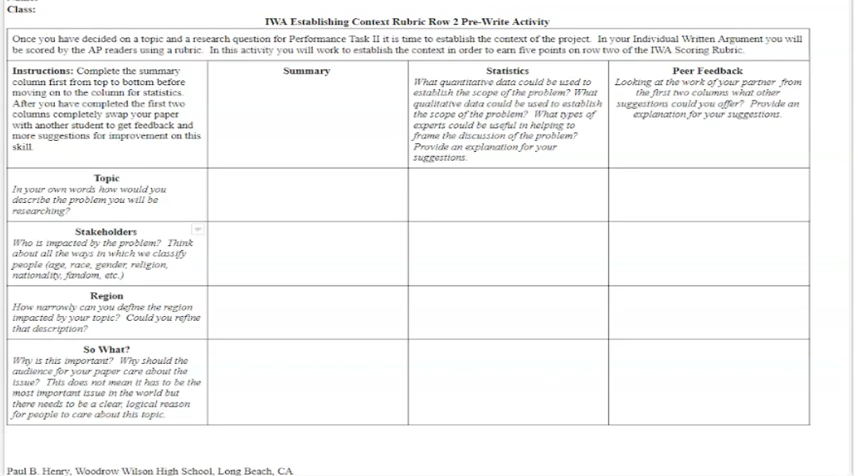 Class:
IWA Establishing Context Rubric Row 2 Pre-Write Activity
Once you have decided on a topic and a research question for Performance Task II it is time to establish the context of the project. In your Individual Written Argument you will
be scored by the AP readers using a rubric. In this activity you will work to establish the context in order to earn five points on row two of the IWA Scoring Rubric.
Instructions: Complete the summary
column first from top to bottom before
moving on to the column for statistics.
After you have completed the first two
columns completely swap your paper
with another student to get feedback and
more suggestions for improvement on this
skill.
Summary
Statistics
What quantitative data could be used to
establish the scope of the problem? What
qualitative data could be used to establish
the scope of the problem? What types of
experts could be useful in helping to
frame the discussion of the problem?
Provide an explanation for your
suggestions.
Peer Feedback
Looking at the work of your partner from
the first two columns what other
suggestions could you offer? Provide an
explanation for your suggestions.
Topic
In your own words how would you
describe the problem you will be
researching?
Stakeholders
Who is impacted by the problem? Think
about all the ways in which we classify
people (age, race, gender, religion,
nationality, fandom, etc.)
Region
How narrowly can you define the region
impacted by your topic? Could you refine
that description?
So What?
Why is this important? Why should the
audience for your paper care about the
issue? This does not mean it has to be the
most important issue in the world but
there needs to be a clear, logical reason
for people to care about this topic.
Paul B. Henry, Woodrow Wilson High School, Long Beach, CA